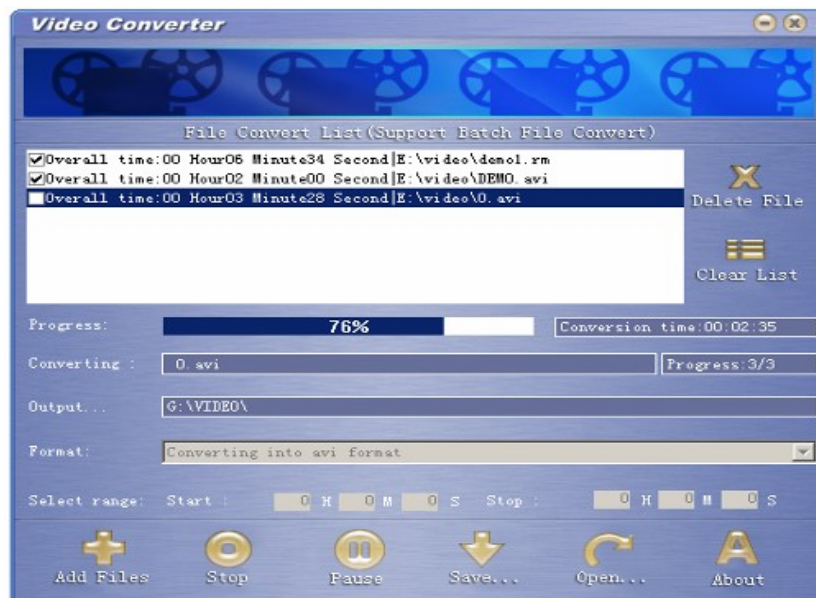 Video Converter
File Convert List(Support Batch File Convert)
Overall time:00 Hour06 Minute34 Second|E:\video\demo1.rm
Overall time:00 Hour02 Minute00 Second|E:\video\DEMO.avi
Overall time:00 Hour03 Minute28 Second|E:\video\0.avi
Delete File
Clear List
Progress: 76% Conversion time:00:02:35
Converting : 0.avi Progress:3/3
Output... G:\VIDEO\
Format: Converting into avi format
Select range: Start : 0 H 0 M 0 S Stop : 0 H 0 M 0 S
Add Files Stop Pause Save... Open... About